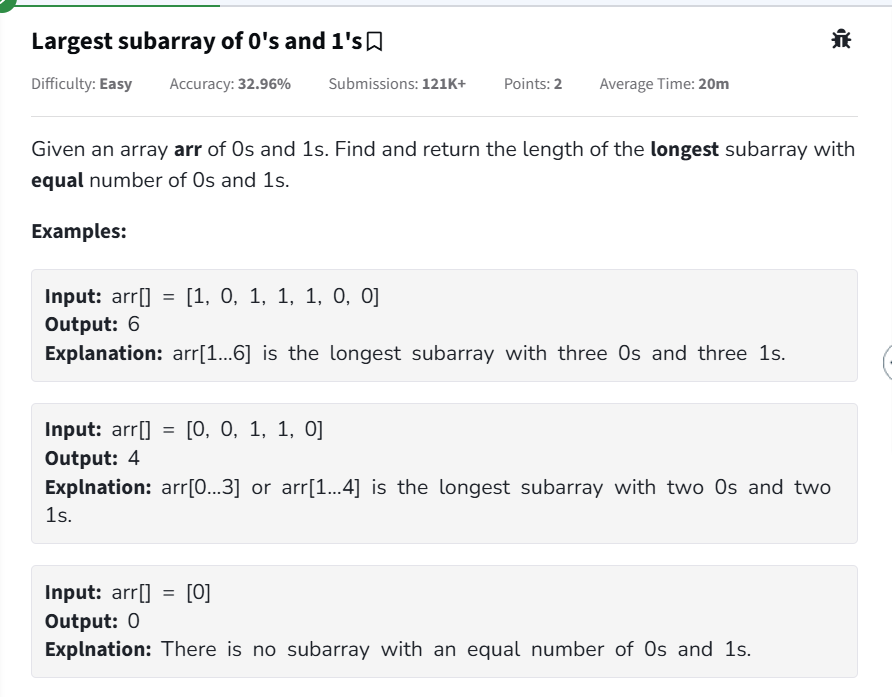 Largest subarray of 0's and 1's
Difficulty: Easy Accuracy: 32.96% Submissions: 121K+ Points: 2 Average Time: 20m
Given an array arr of 0s and 1s. Find and return the length of the longest subarray with
equal number of 0s and 1s.
Examples:
Input: arr[] = [1, 0, 1, 1, 1, 0, 0]
Output: 6
Explanation: arr[1...6] is the longest subarray with three 0s and three 1s.
Input: arr[] = [0, 0, 1, 1, 0]
Output: 4
Explnation: arr[0...3] or arr[1...4] is the longest subarray with two 0s and two
1s.
Input: arr[] = [0]
Output: 0
Explnation: There is no subarray with an equal number of 0s and 1s.